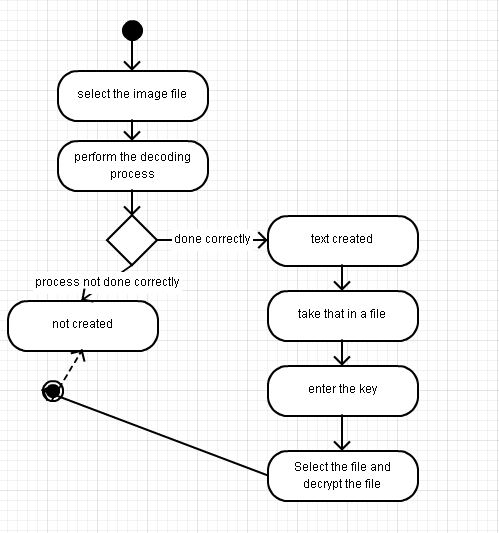 select the image file
perform the decoding
process
done correctly
text created
process not done correctly
take that in a file
not created
enter the key
Select the file and
decrypt the file